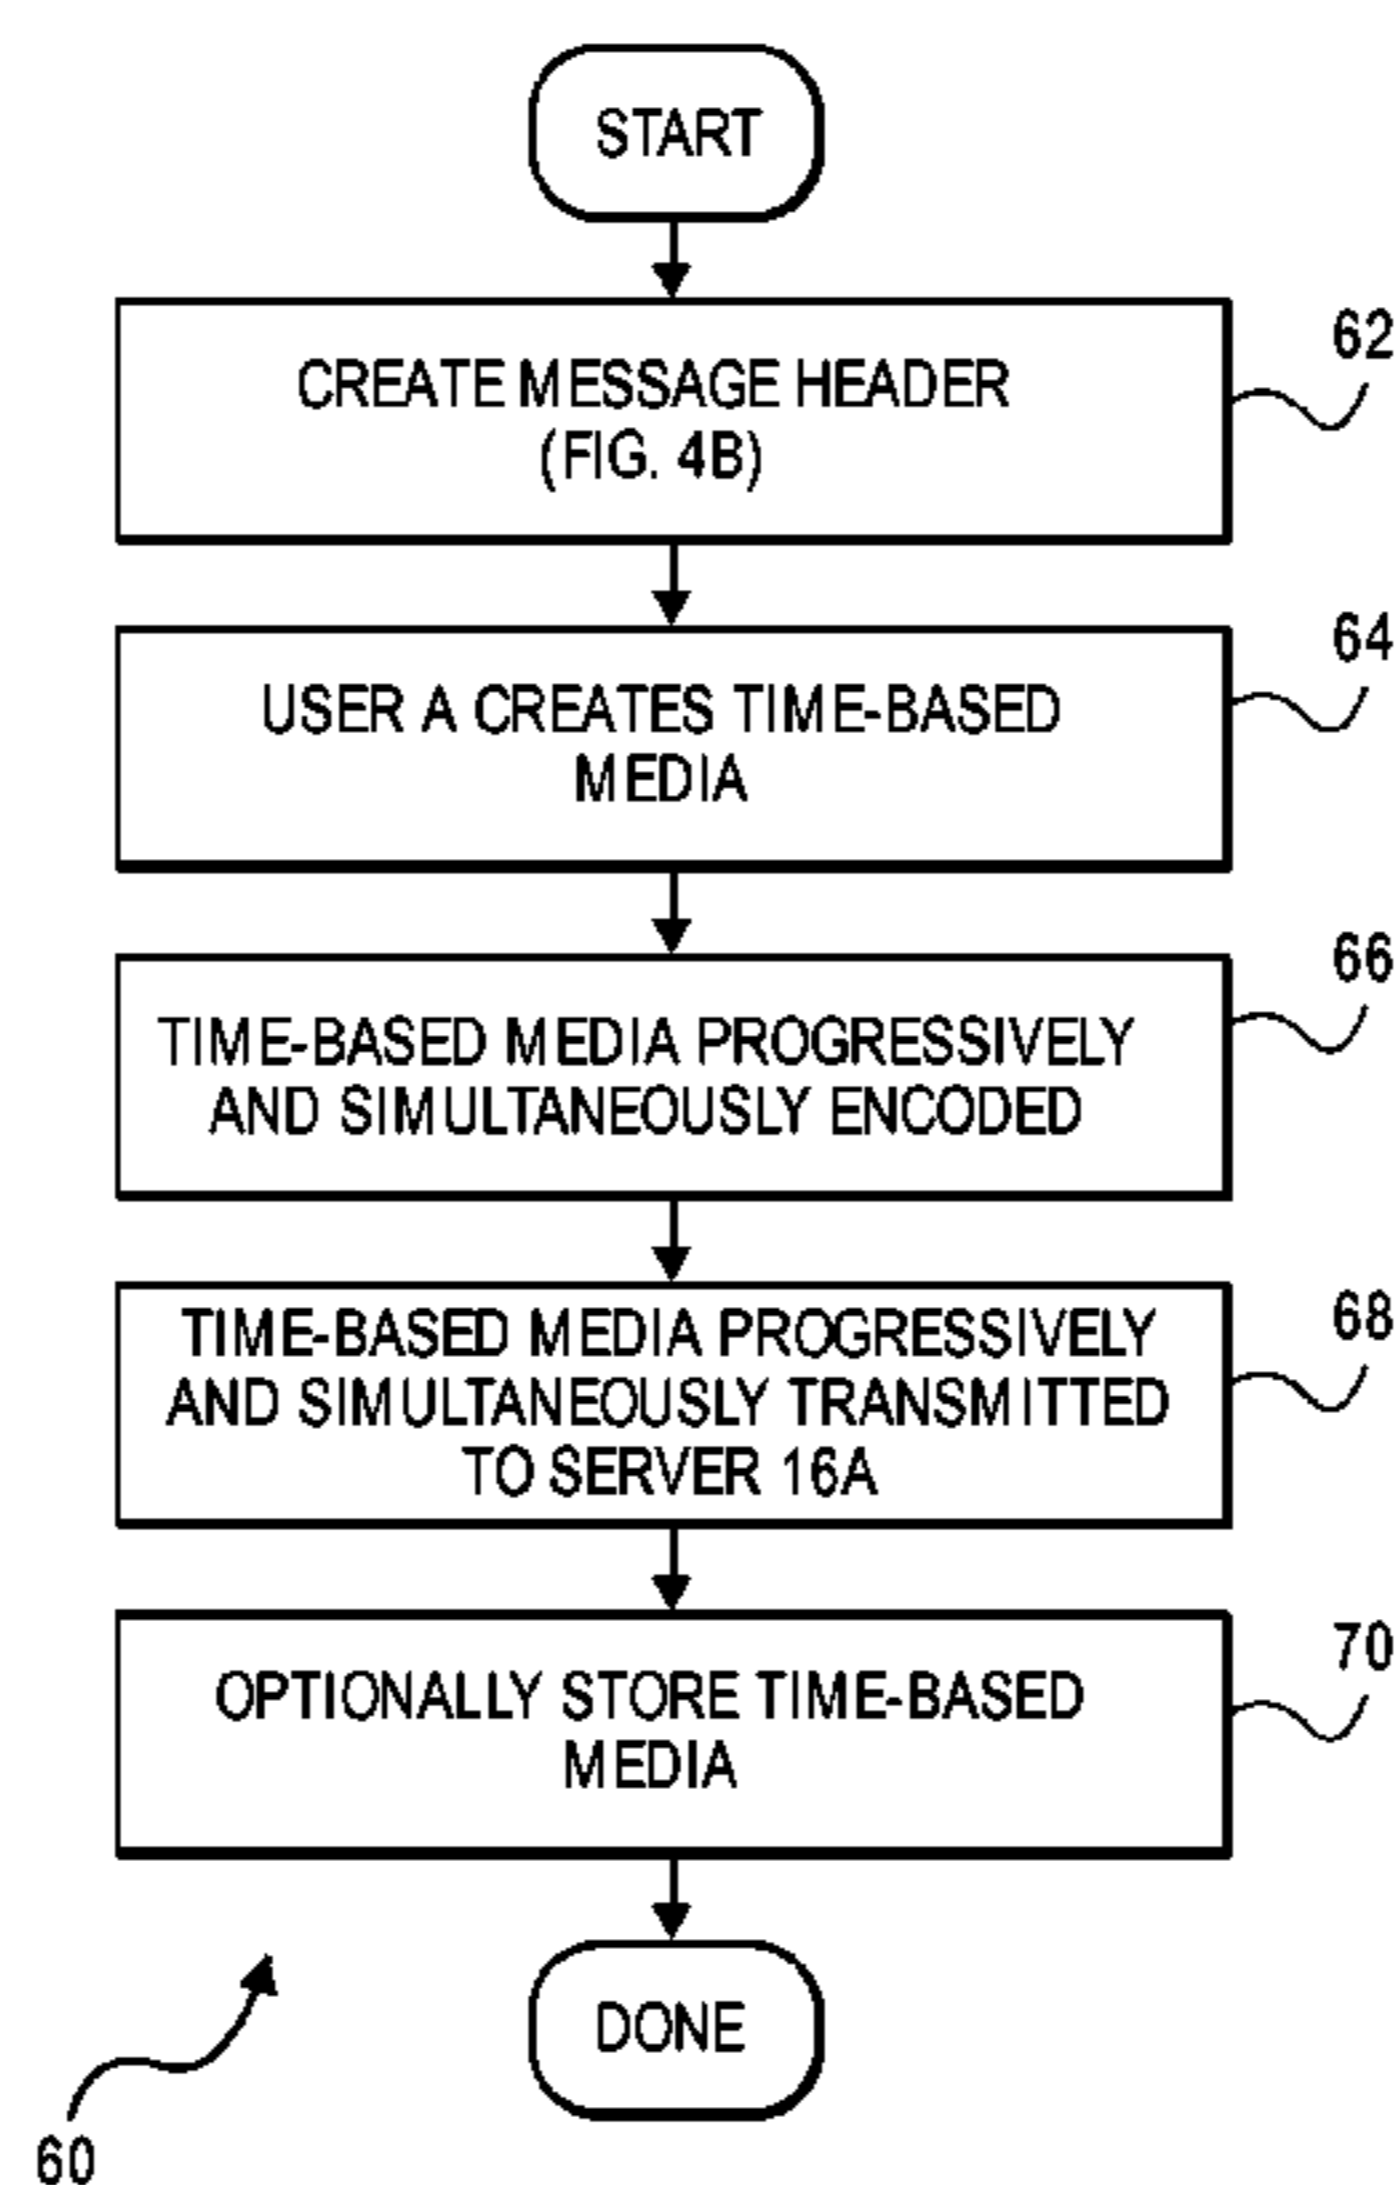 START
CREATE MESSAGE HEADER
(FIG. 4B)
62
USER A CREATES TIME-BASED
MEDIA
64
TIME-BASED MEDIA PROGRESSIVELY
AND SIMULTANEOUSLY ENCODED
66
TIME-BASED MEDIA PROGRESSIVELY
AND SIMULTANEOUSLY TRANSMITTED
TO SERVER 16A
68
OPTIONALLY STORE TIME-BASED
MEDIA
70
DONE
60